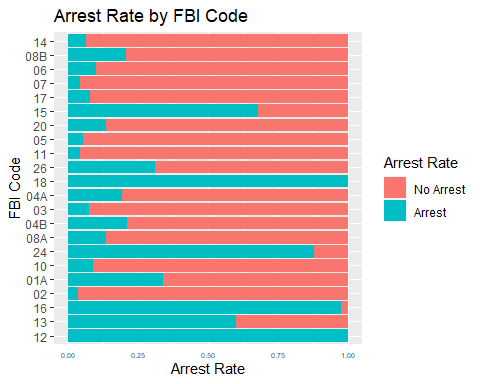 Arrest Rate by FBI Code
14
08B
06
07
17
15
20
05
11
26
18
04A
03
04B
08A
24
10
01A
02
16
13
12
FBI Code
0.00 0.25 0.50 0.75 1.00
Arrest Rate
Arrest Rate
No Arrest
Arrest